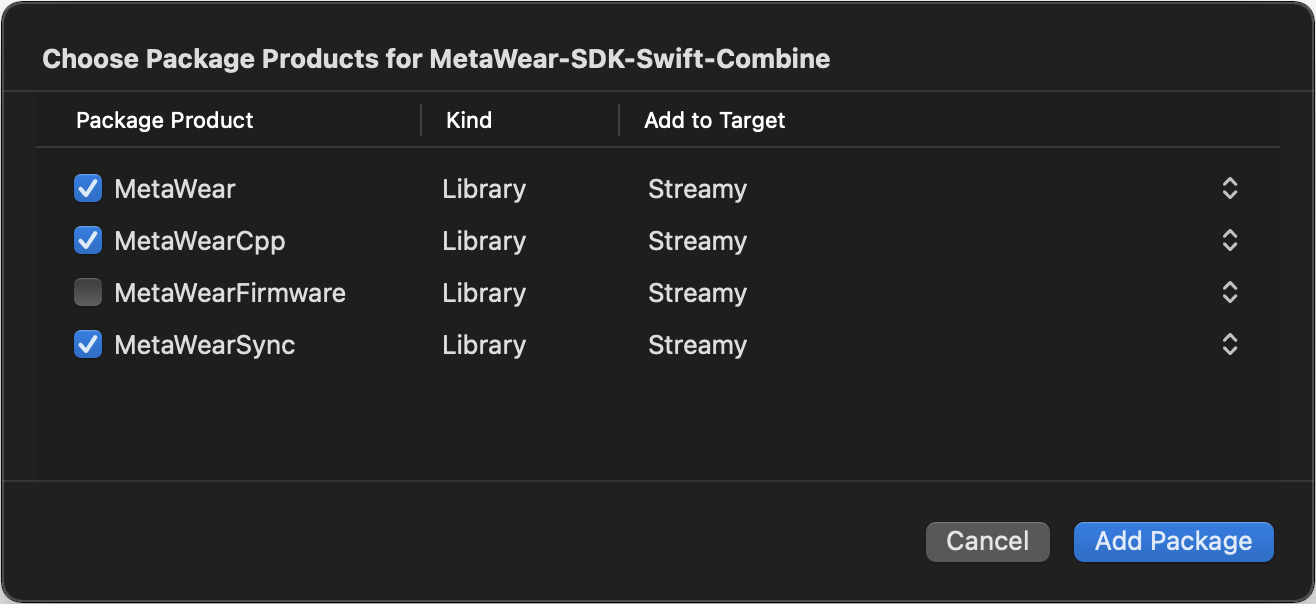 Choose Package Products for MetaWear-SDK-Swift-Combine
Package Product Kind Add to Target
MetaWear Library Streamy
MetaWearCpp Library Streamy
MetaWearFirmware Library Streamy
MetaWearSync Library Streamy
Cancel Add Package